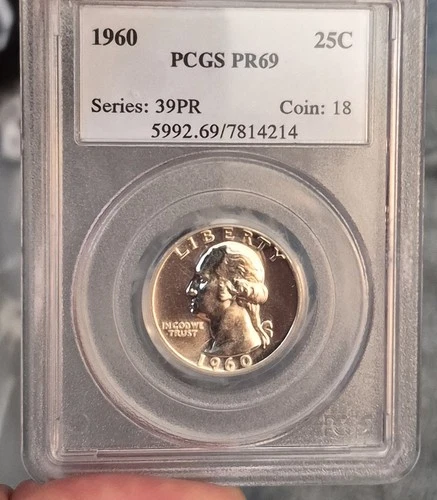 1960 25C
PCGS PR69
Series: 39PR Coin: 18
5992.69/7814214
LIBERTY
IN GOD WE
TRUST
1960